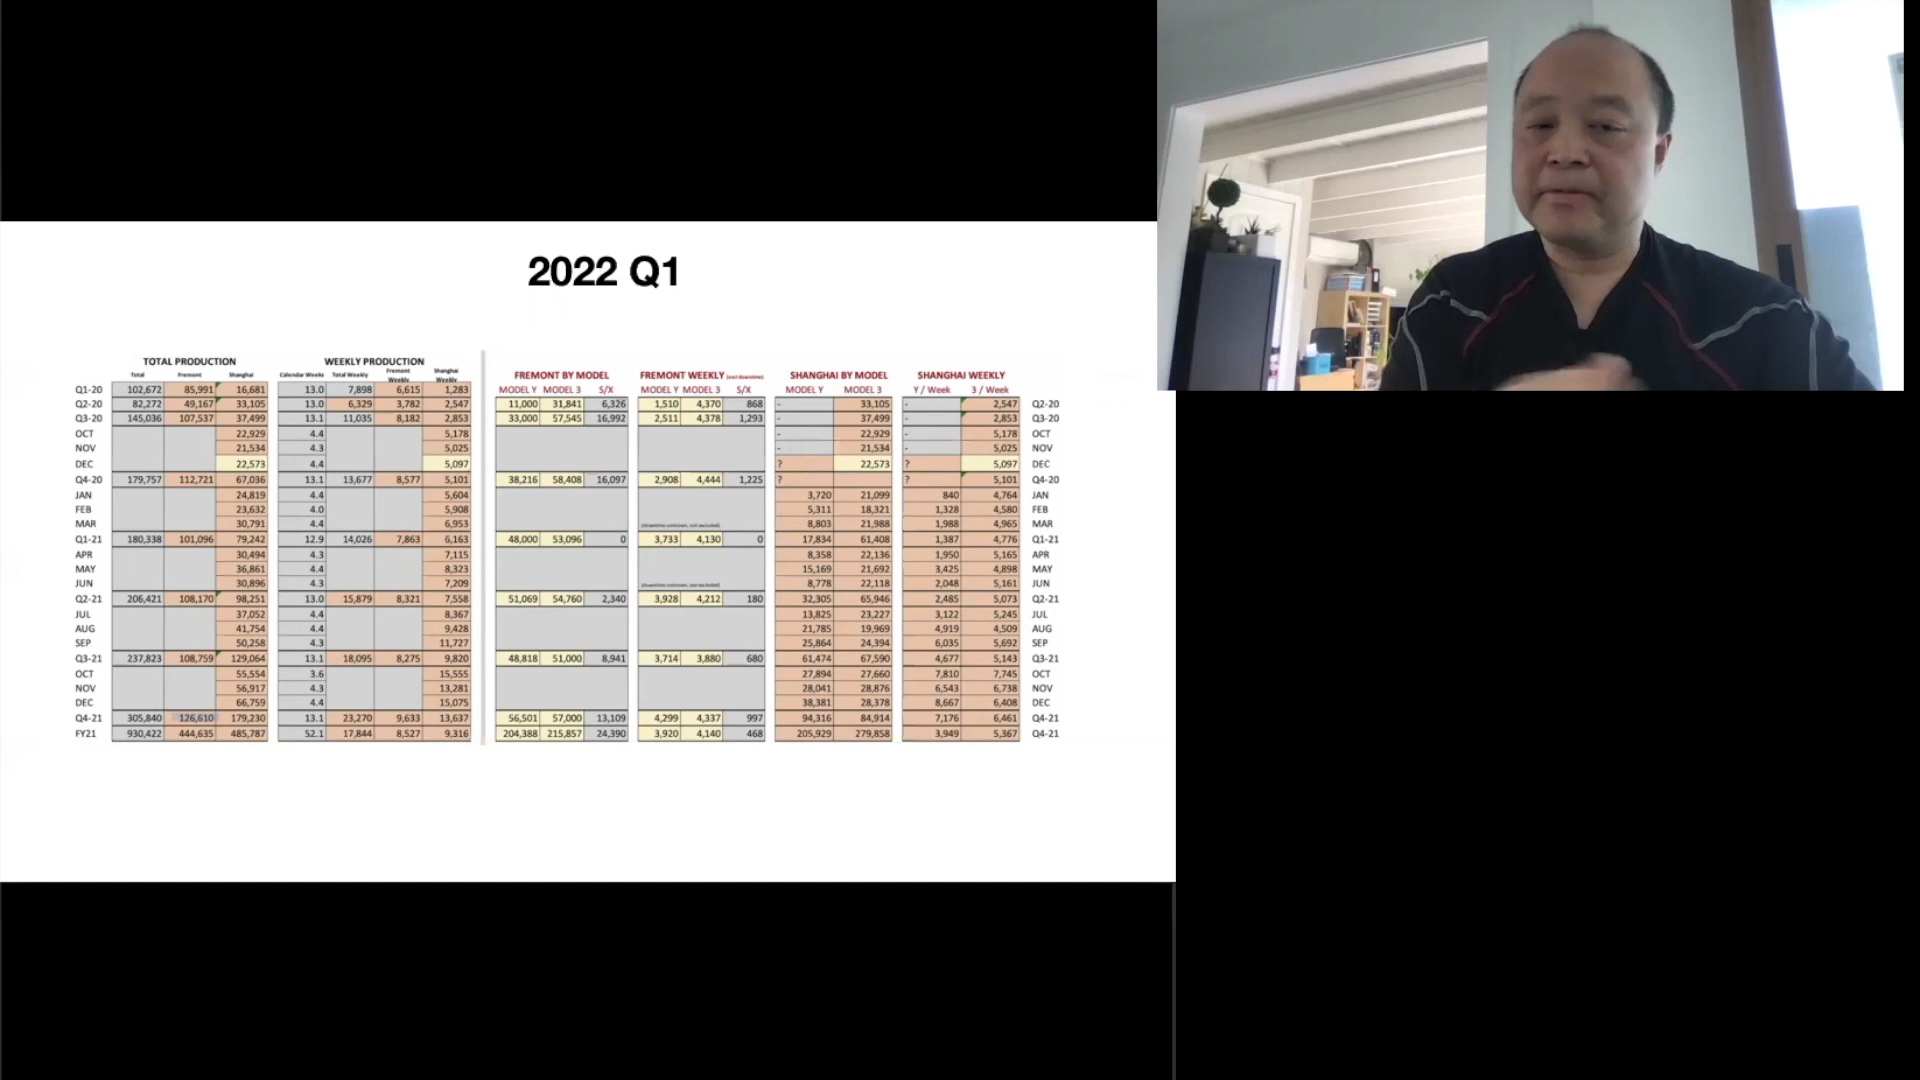 2022 Q1
TOTAL PRODUCTION WEEKLY PRODUCTION
Total Fremont Shanghai Calendar Weeks Total Weekly Fremont Weekly Shanghai Weekly FREMONT BY MODEL FREMONT WEEKLY (excl downtime) SHANGHAI BY MODEL SHANGHAI WEEKLY
MODEL Y MODEL 3 S/X MODEL Y MODEL 3 S/X MODEL Y MODEL 3 Y / Week 3 / Week
Q1-20 102,672 85,991 16,681 13.0 7,898 6,615 1,283
Q2-20 82,272 49,167 33,105 13.0 6,329 3,782 2,547 11,000 31,841 6,326 1,510 4,370 868 - 33,105 - 2,547 Q2-20
Q3-20 145,036 107,537 37,499 13.1 11,035 8,182 2,853 33,000 57,545 16,992 2,511 4,378 1,293 - 37,499 - 2,853 Q3-20
OCT 22,929 4.4 5,178 - 22,929 - 5,178 OCT
NOV 21,534 4.3 5,025 - 21,534 - 5,025 NOV
DEC 22,573 4.4 5,097 ? 22,573 ? 5,097 DEC
Q4-20 179,757 112,721 67,036 13.1 13,677 8,577 5,101 38,216 58,408 16,097 2,908 4,444 1,225 ? ? 5,101 Q4-20
JAN 24,819 4.4 5,604 3,720 21,099 840 4,764 JAN
FEB 23,632 4.0 5,908 5,311 18,321 1,328 4,580 FEB
MAR 30,791 4.4 6,953 (downtime unknown, not excluded) 8,803 21,988 1,988 4,965 MAR
Q1-21 180,338 101,096 79,242 12.9 14,026 7,863 6,163 48,000 53,096 0 3,733 4,130 0 17,834 61,408 1,387 4,776 Q1-21
APR 30,494 4.3 7,115 8,358 22,136 1,950 5,165 APR
MAY 36,861 4.4 8,323 15,169 21,692 3,425 4,898 MAY
JUN 30,896 4.3 7,209 (downtime unknown, not excluded) 8,778 22,118 2,048 5,161 JUN
Q2-21 206,421 108,170 98,251 13.0 15,879 8,321 7,558 51,069 54,760 2,340 3,928 4,212 180 32,305 65,946 2,485 5,073 Q2-21
JUL 37,052 4.4 8,367 13,825 23,227 3,122 5,245 JUL
AUG 41,754 4.4 9,428 21,785 19,969 4,919 4,509 AUG
SEP 50,258 4.3 11,727 25,864 24,394 6,035 5,692 SEP
Q3-21 237,823 108,759 129,064 13.1 18,095 8,275 9,820 48,818 51,000 8,941 3,714 3,880 680 61,474 67,590 4,677 5,143 Q3-21
OCT 55,554 3.6 15,555 27,894 27,660 7,810 7,745 OCT
NOV 56,917 4.3 13,281 28,041 28,876 6,543 6,738 NOV
DEC 66,759 4.4 15,075 38,381 28,378 8,667 6,408 DEC
Q4-21 305,840 126,610 179,230 13.1 23,270 9,633 13,637 56,501 57,000 13,109 4,299 4,337 997 94,316 84,914 7,176 6,461 Q4-21
FY21 930,422 444,635 485,787 52.1 17,844 8,527 9,316 204,388 215,857 24,390 3,920 4,140 468 205,929 279,858 3,949 5,367 Q4-21